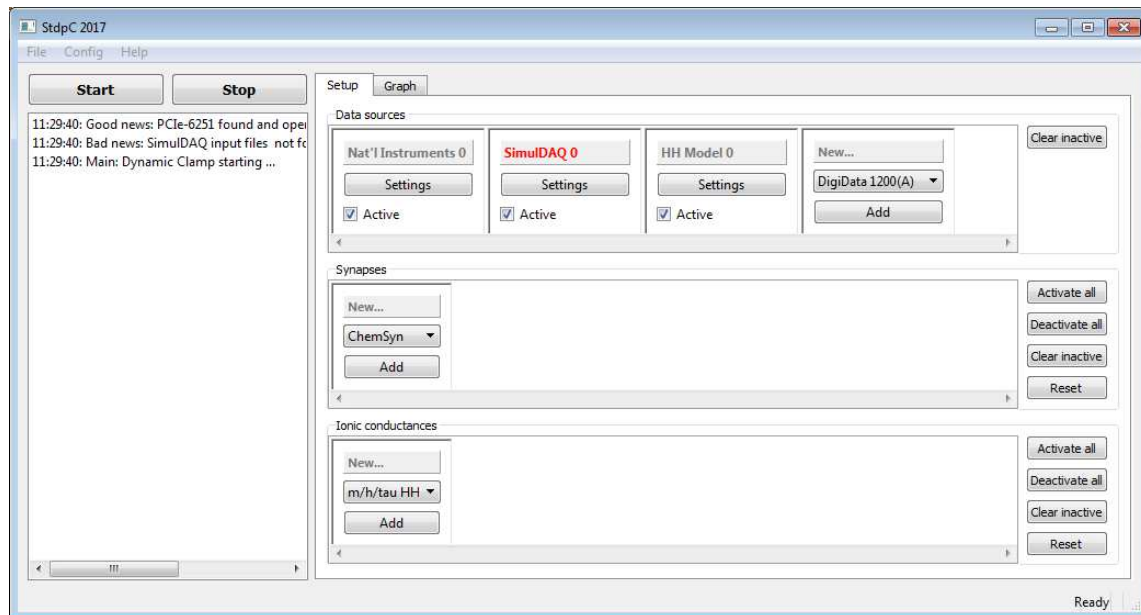 StdpC 2017
File Config Help
Start Stop
11:29:40: Good news: PCIe-6251 found and oper
11:29:40: Bad news: SimulDAQ input files not fo
11:29:40: Main: Dynamic Clamp starting ...
Setup Graph
Data sources
Nat'l Instruments 0
Settings
Active
SimulDAQ 0
Settings
Active
HH Model 0
Settings
Active
New...
DigiData 1200(A)
Add
Clear inactive
Synapses
New...
ChemSyn
Add
Activate all
Deactivate all
Clear inactive
Reset
Ionic conductances
New...
m/h/tau HH
Add
Activate all
Deactivate all
Clear inactive
Reset
Ready